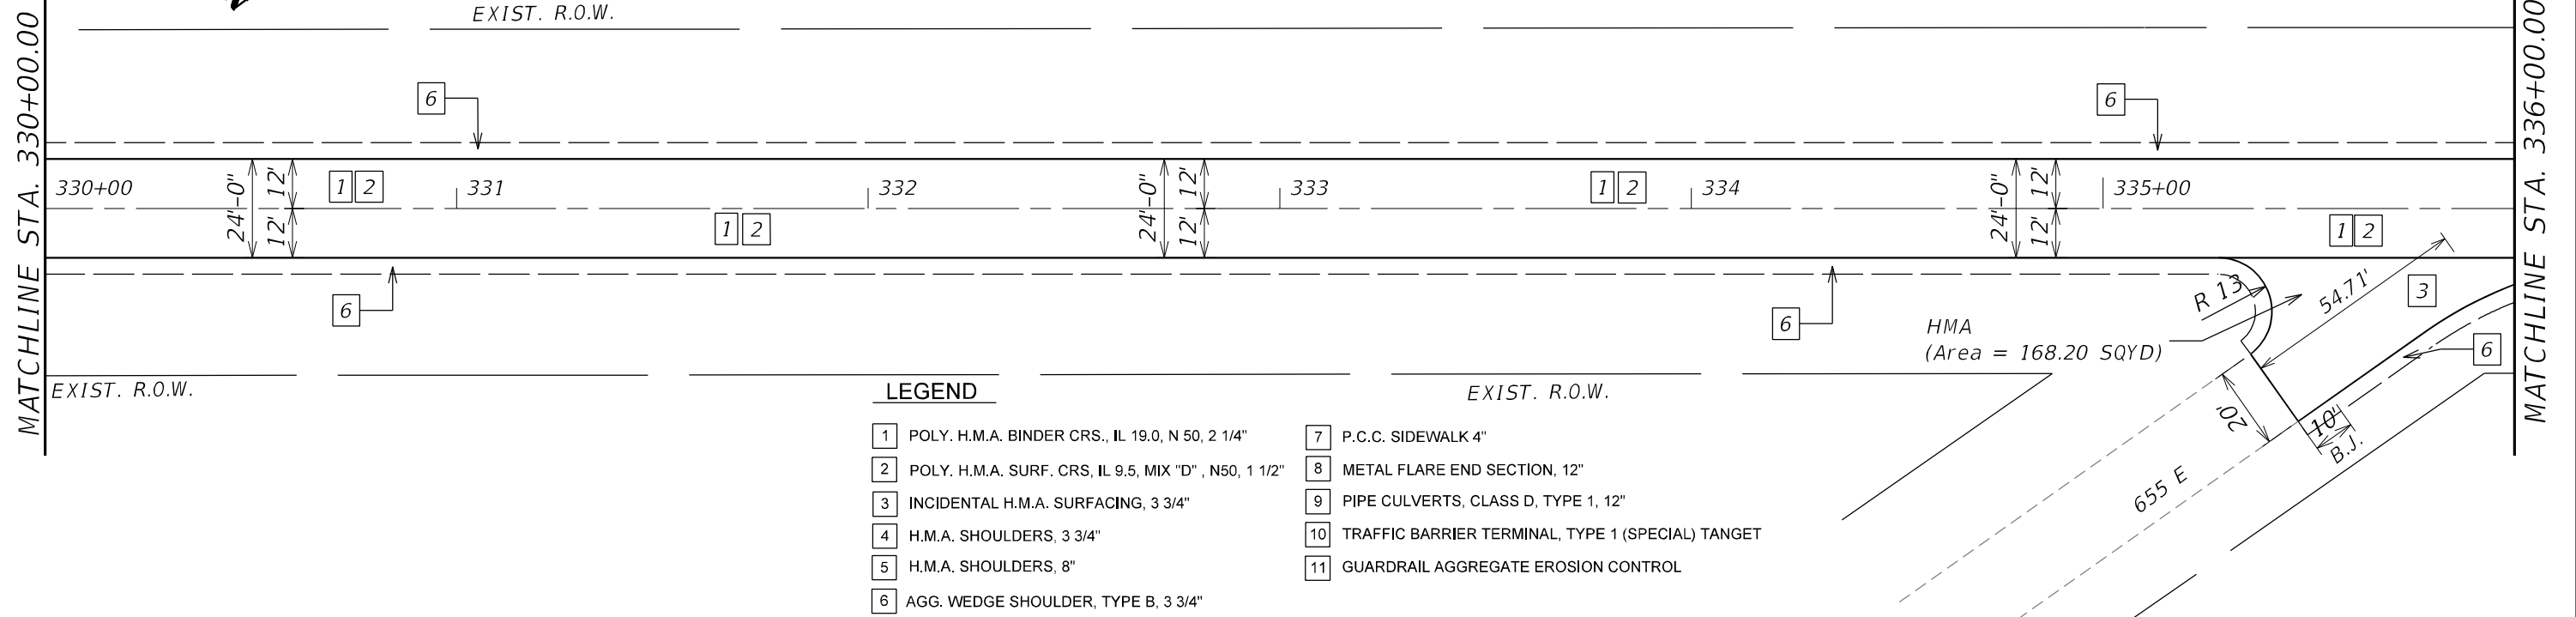 EXIST. R.O.W.
MATCHLINE STA. 330+00.00
MATCHLINE STA. 336+00.00
6
6
330+00
24'-0"
12'
12'
1 2
331
332
24'-0"
12'
12'
333
1 2
334
24'-0"
12'
12'
335+00
1 2
1 2
6
6
R 13
54.71'
3
HMA
(Area = 168.20 SQYD)
6
EXIST. R.O.W.
EXIST. R.O.W.
20'
10"
B.J.
655 E
LEGEND
1 POLY. H.M.A. BINDER CRS., IL 19.0, N 50, 2 1/4"
2 POLY. H.M.A. SURF. CRS, IL 9.5, MIX "D" , N50, 1 1/2"
3 INCIDENTAL H.M.A. SURFACING, 3 3/4"
4 H.M.A. SHOULDERS, 3 3/4"
5 H.M.A. SHOULDERS, 8"
6 AGG. WEDGE SHOULDER, TYPE B, 3 3/4"
7 P.C.C. SIDEWALK 4"
8 METAL FLARE END SECTION, 12"
9 PIPE CULVERTS, CLASS D, TYPE 1, 12"
10 TRAFFIC BARRIER TERMINAL, TYPE 1 (SPECIAL) TANGET
11 GUARDRAIL AGGREGATE EROSION CONTROL